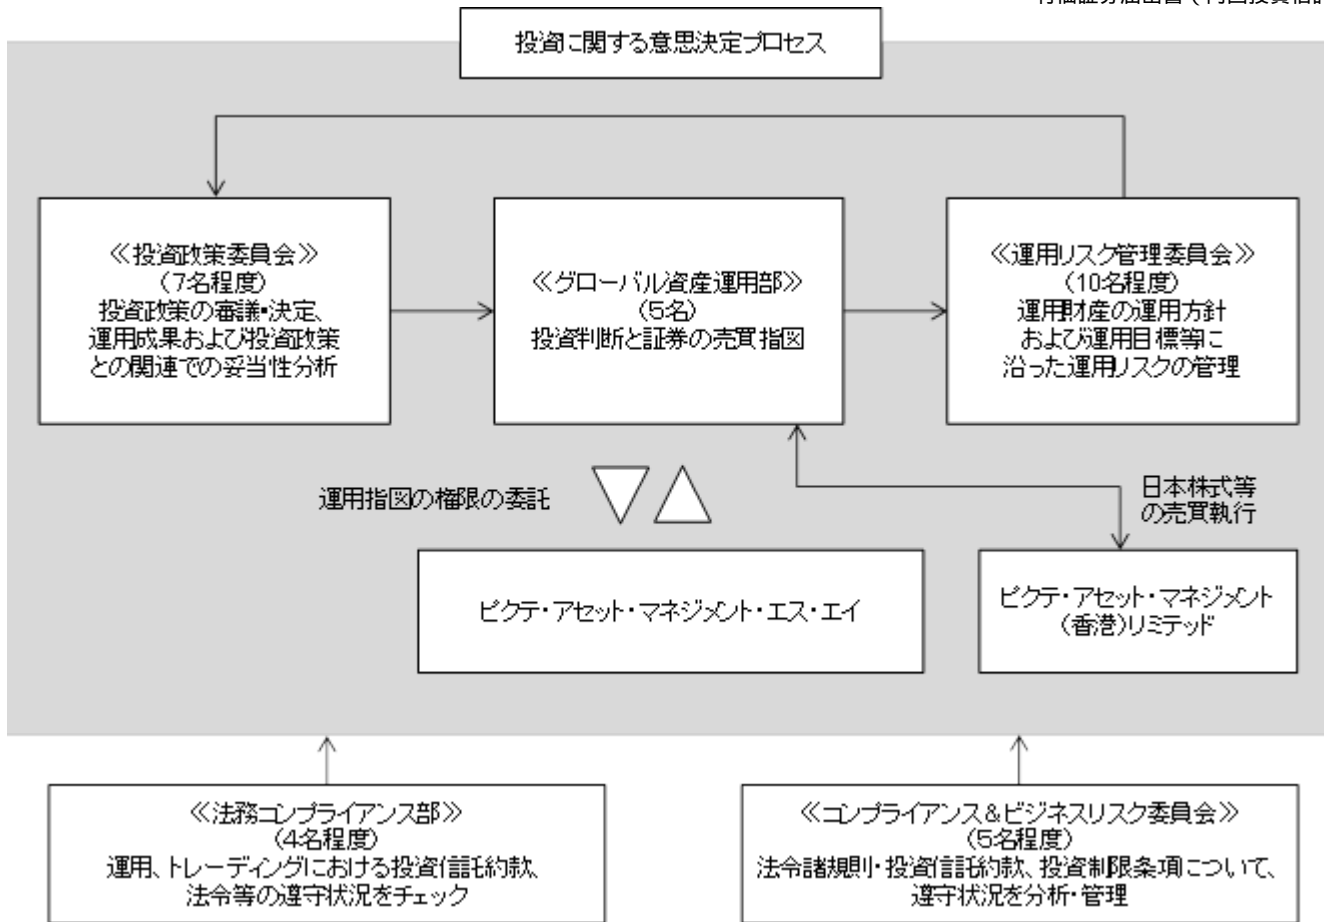 投資に関する意思決定プロセス
≪投資政策委員会≫
(7名程度)
投資政策の審議・決定、
運用成果および投資政策
との関連での妥当性分析
≪グローバル資産運用部≫
(5名)
投資判断と証券の売買指図
≪運用リスク管理委員会≫
(10名程度)
運用財産の運用方針
および運用目標等に
沿った運用リスクの管理
運用指図の権限の委託
日本株式等
の売買執行
ピクテ・アセット・マネジメント・エス・エイ
ピクテ・アセット・マネジメント
(香港)リミテッド
≪法務コンプライアンス部≫
(4名程度)
運用、トレーディングにおける投資信託約款、
法令等の遵守状況をチェック
≪コンプライアンス&ビジネスリスク委員会≫
(5名程度)
法令諸規則・投資信託約款、投資制限条項について、
遵守状況を分析・管理